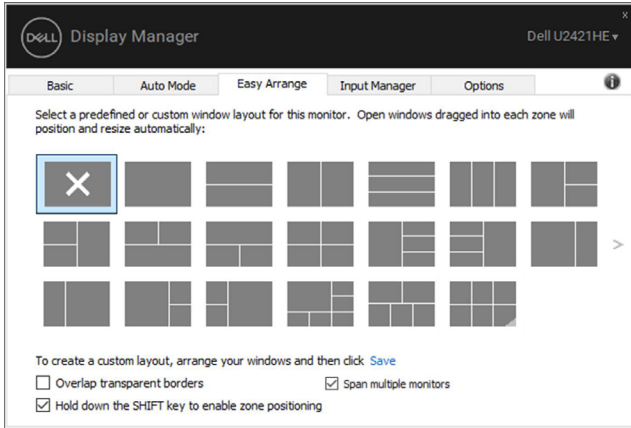 x
DELL Display Manager
Dell U2421HE
Basic Auto Mode Easy Arrange Input Manager Options
Select a predefined or custom window layout for this monitor. Open windows dragged into each zone will
position and resize automatically:
To create a custom layout, arrange your windows and then click Save
Overlap transparent borders
Span multiple monitors
Hold down the SHIFT key to enable zone positioning